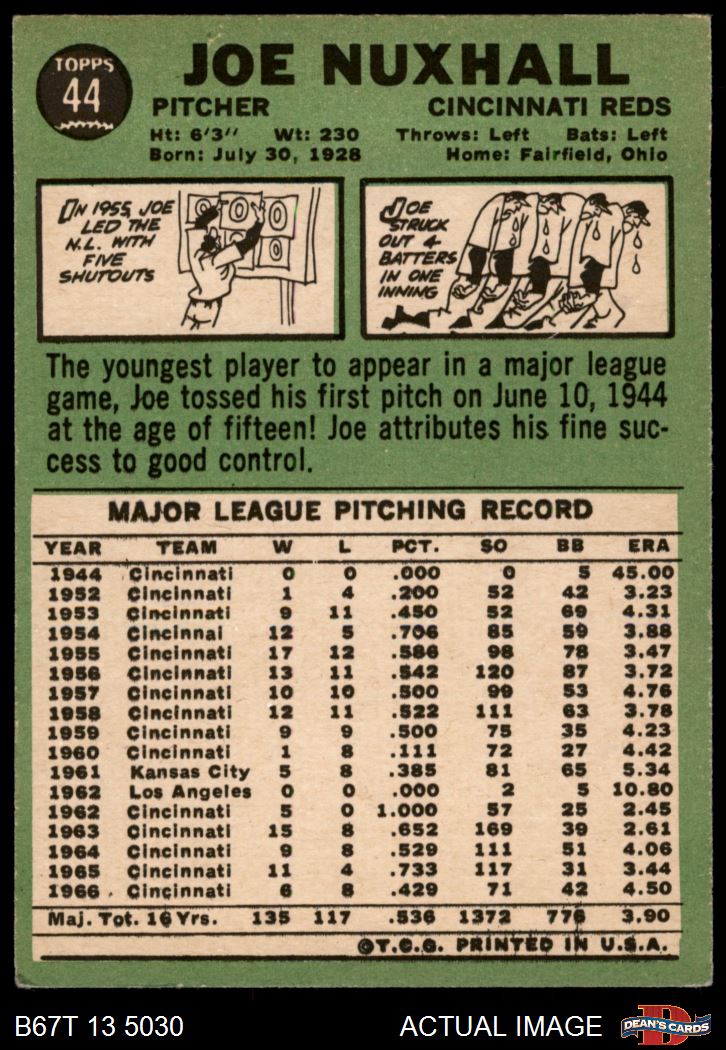 TOPPS
44
JOE NUXHALL
PITCHER CINCINNATI REDS
Ht: 6'3" Wt: 230 Throws: Left Bats: Left
Born: July 30, 1928 Home: Fairfield, Ohio
IN 1955, JOE
LED THE
N.L. WITH
FIVE
SHUTOUTS
0 0 0
0
JOE
STRUCK
OUT 4
BATTERS
IN ONE
INNING
The youngest player to appear in a major league
game, Joe tossed his first pitch on June 10, 1944
at the age of fifteen! Joe attributes his fine suc-
cess to good control.
MAJOR LEAGUE PITCHING RECORD
YEAR TEAM W L PCT. SO BB ERA
1944 Cincinnati 0 0 .000 0 5 45.00
1952 Cincinnati 1 4 .200 52 42 3.23
1953 Cincinnati 9 11 .450 52 69 4.31
1954 Cincinnai 12 5 .706 85 59 3.88
1955 Cincinnati 17 12 .586 98 78 3.47
1956 Cincinnati 13 11 .542 120 87 3.72
1957 Cincinnati 10 10 .500 99 53 4.76
1958 Cincinnati 12 11 .522 111 63 3.78
1959 Cincinnati 9 9 .500 75 35 4.23
1960 Cincinnati 1 8 .111 72 27 4.42
1961 Kansas City 5 8 .385 81 65 5.34
1962 Los Angeles 0 0 .000 2 5 10.80
1962 Cincinnati 5 0 1.000 57 25 2.45
1963 Cincinnati 15 8 .652 169 39 2.61
1964 Cincinnati 9 8 .529 111 51 4.06
1965 Cincinnati 11 4 .733 117 31 3.44
1966 Cincinnati 6 8 .429 71 42 4.50
Maj. Tot. 16 Yrs. 135 117 .536 1372 776 3.90
©T.C.G. PRINTED IN U.S.A.
B67T 13 5030 ACTUAL IMAGE
D
DEAN'S CARDS